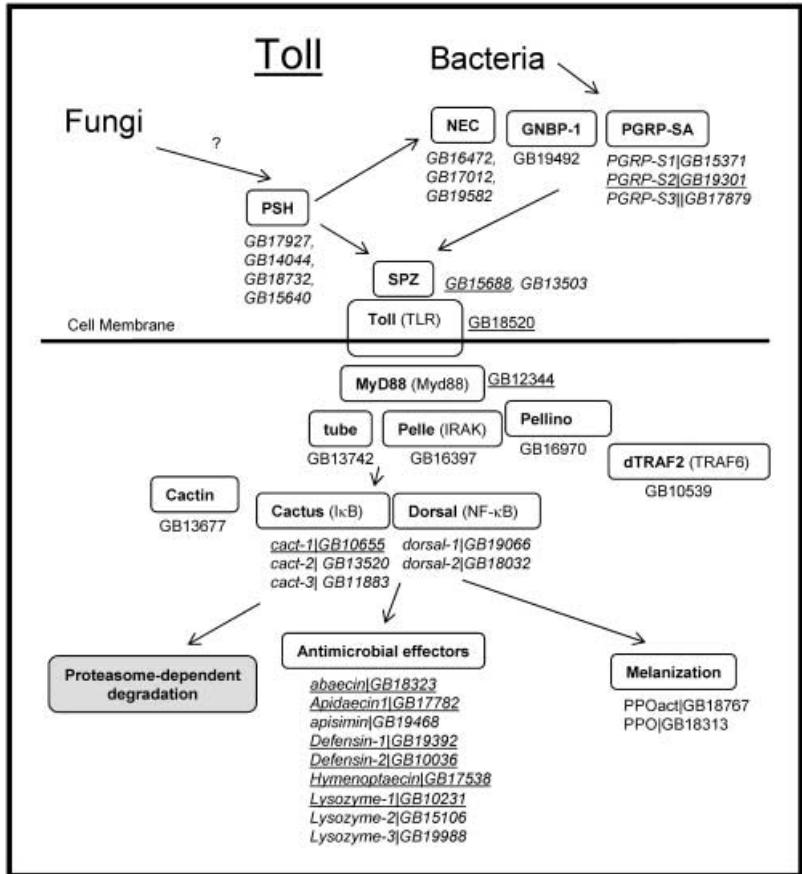 Toll
Bacteria
Fungi
?
NEC
GB16472,
GB17012,
GB19582
GNBP-1
GB19492
PGRP-SA
PGRP-S1|GB15371
PGRP-S2|GB19301
PGRP-S3||GB17879
PSH
GB17927,
GB14044,
GB18732,
GB15640
SPZ
GB15688, GB13503
Toll (TLR)
GB18520
Cell Membrane
MyD88 (Myd88)
GB12344
tube
GB13742
Pelle (IRAK)
GB16397
Pellino
GB16970
dTRAF2 (TRAF6)
GB10539
Cactin
GB13677
Cactus (IκB)
cact-1|GB10655
cact-2| GB13520
cact-3| GB11883
Dorsal (NF-κB)
dorsal-1|GB19066
dorsal-2|GB18032
Proteasome-dependent
degradation
Antimicrobial effectors
abaecin|GB18323
Apidaecin1|GB17782
apisimin|GB19468
Defensin-1|GB19392
Defensin-2|GB10036
Hymenoptaecin|GB17538
Lysozyme-1|GB10231
Lysozyme-2|GB15106
Lysozyme-3|GB19988
Melanization
PPOact|GB18767
PPO|GB18313